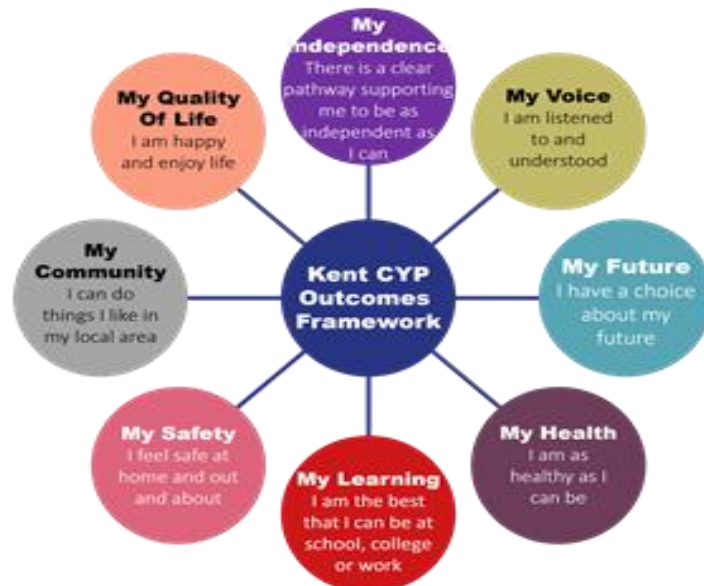 My
Independence
There is a clear
pathway supporting
me to be as
independent as
I can
My Voice
I am listened
to and
understood
My Future
I have a choice
about my
future
My Health
I am as
healthy as I
can be
My Learning
I am the best
that I can be at
school, college
or work
My Safety
I feel safe at
home and out
and about
My
Community
I can do
things I like in
my local area
My Quality
Of Life
I am happy
and enjoy life
Kent CYP
Outcomes
Framework